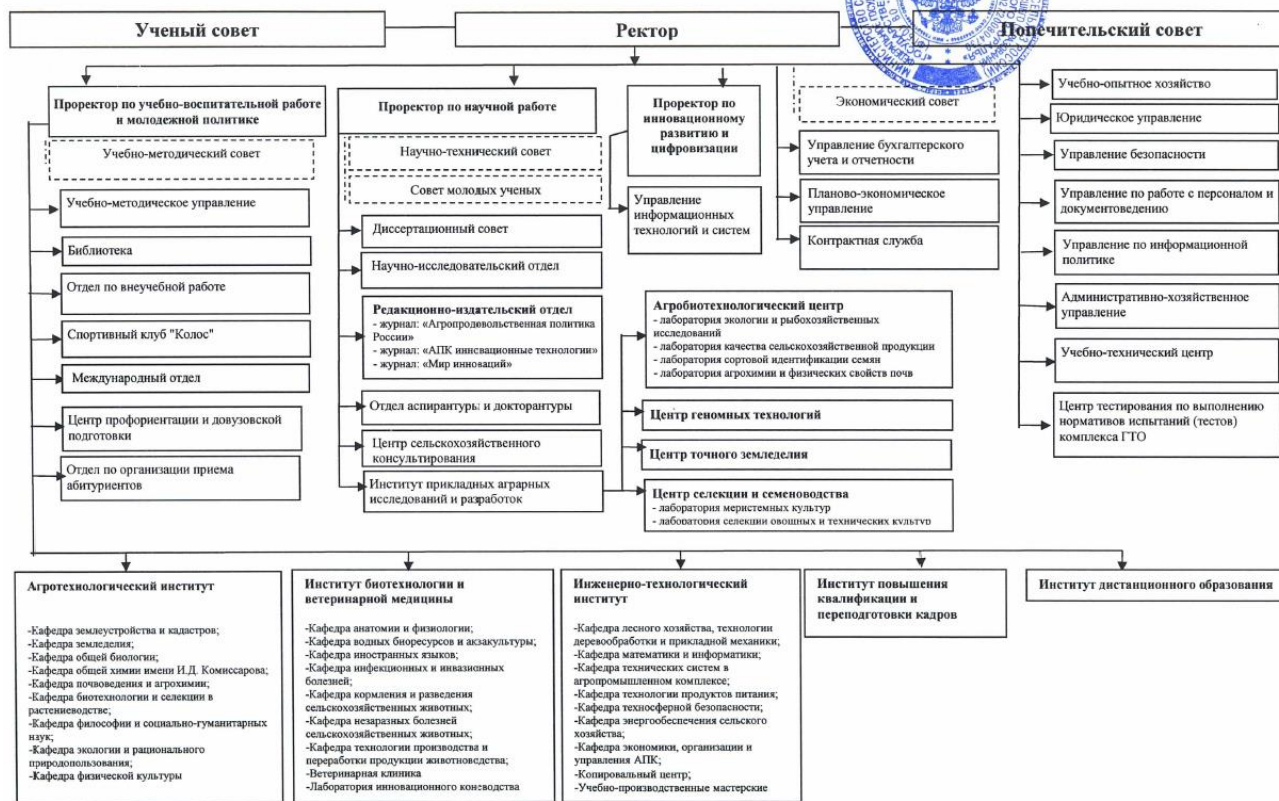 Ученый совет
Ректор
Попечительский совет
Проректор по учебно-воспитательной работе
и молодежной политике
Учебно-методический совет
Учебно-методическое управление
Библиотека
Отдел по внеучебной работе
Спортивный клуб "Колос"
Международный отдел
Центр профориентации и довузовской
подготовки
Отдел по организации приема
абитуриентов
Проректор по научной работе
Научно-технический совет
Совет молодых ученых
Диссертационный совет
Научно-исследовательский отдел
Редакционно-издательский отдел
- журнал: «Агропродовольственная политика
России»
- журнал: «АПК инновационные технологии»
- журнал: «Мир инноваций»
Отдел аспирантуры и докторантуры
Центр сельскохозяйственного
консультирования
Институт прикладных аграрных
исследований и разработок
Проректор по
инновационному
развитию и
цифровизации
Управление
информационных
технологий и систем
Агробиотехнологический центр
- лаборатория экологии и рыбохозяйственных
исследований
- лаборатория качества сельскохозяйственной продукции
- лаборатория сортовой идентификации семян
- лаборатория агрохимии и физических свойств почв
Центр геномных технологий
Центр точного земледелия
Центр селекции и семеноводства
- лаборатория меристемных культур
- лаборатория селекции овощных и технических культур
Экономический совет
Управление бухгалтерского
учета и отчетности
Планово-экономическое
управление
Контрактная служба
Учебно-опытное хозяйство
Юридическое управление
Управление безопасности
Управление по работе с персоналом и
документоведению
Управление по информационной
политике
Административно-хозяйственное
управление
Учебно-технический центр
Центр тестирования по выполнению
нормативов испытаний (тестов)
комплекса ГТО
Агротехнологический институт
-Кафедра землеустройства и кадастров;
-Кафедра земледелия;
-Кафедра общей биологии;
-Кафедра общей химии имени И.Д. Комиссарова;
-Кафедра почвоведения и агрохимии;
-Кафедра биотехнологии и селекции в
растениеводстве;
-Кафедра философии и социально-гуманитарных
наук;
-Кафедра экологии и рационального
природопользования;
-Кафедра физической культуры
Институт биотехнологии и
ветеринарной медицины
-Кафедра анатомии и физиологии;
-Кафедра водных биоресурсов и аквакультуры;
-Кафедра иностранных языков;
-Кафедра инфекционных и инвазионных
болезней;
-Кафедра кормления и разведения
сельскохозяйственных животных;
-Кафедра незаразных болезней
сельскохозяйственных животных;
-Кафедра технологии производства и
переработки продукции животноводства;
-Ветеринарная клиника
-Лаборатория инновационного коневодства
Инженерно-технологический
институт
-Кафедра лесного хозяйства, технологии
деревообработки и прикладной механики;
-Кафедра математики и информатики;
-Кафедра технических систем в
агропромышленном комплексе;
-Кафедра технологии продуктов питания;
-Кафедра техносферной безопасности;
-Кафедра энергообеспечения сельского
хозяйства;
-Кафедра экономики, организации и
управления АПК;
-Копировальный центр;
-Учебно-производственные мастерские
Институт повышения
квалификации и
переподготовки кадров
Институт дистанционного образования